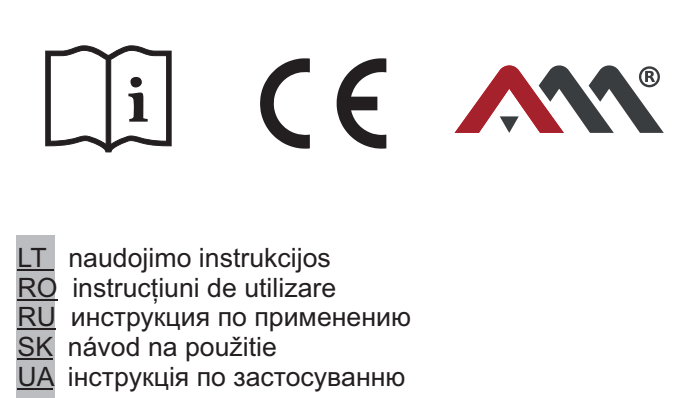 i CE AM®
LT naudojimo instrukcijos
RO instrucțiuni de utilizare
RU инструкция по применению
SK návod na použitie
UA інструкція по застосуванню